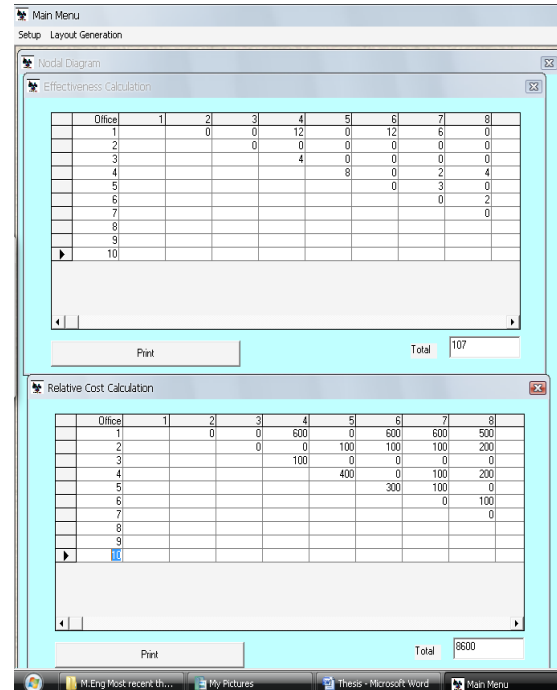 Main Menu
Setup Layout Generation
Nodal Diagram
Effectiveness Calculation
Office 1 2 3 4 5 6 7 8
1 0 0 12 0 12 6 0
2 0 0 0 0 0 0
3 4 0 0 0 0
4 8 0 2 4
5 0 3 0
6 0 2
7 0
8
9
10
Print Total 107
Relative Cost Calculation
Office 1 2 3 4 5 6 7 8
1 0 0 600 0 600 600 500
2 0 0 100 100 100 200
3 100 0 0 0 0
4 400 0 100 200
5 300 100 0
6 0 100
7 0
8
9
10
Print Total 8600
M.Eng Most recent th... My Pictures Thesis - Microsoft Word Main Menu